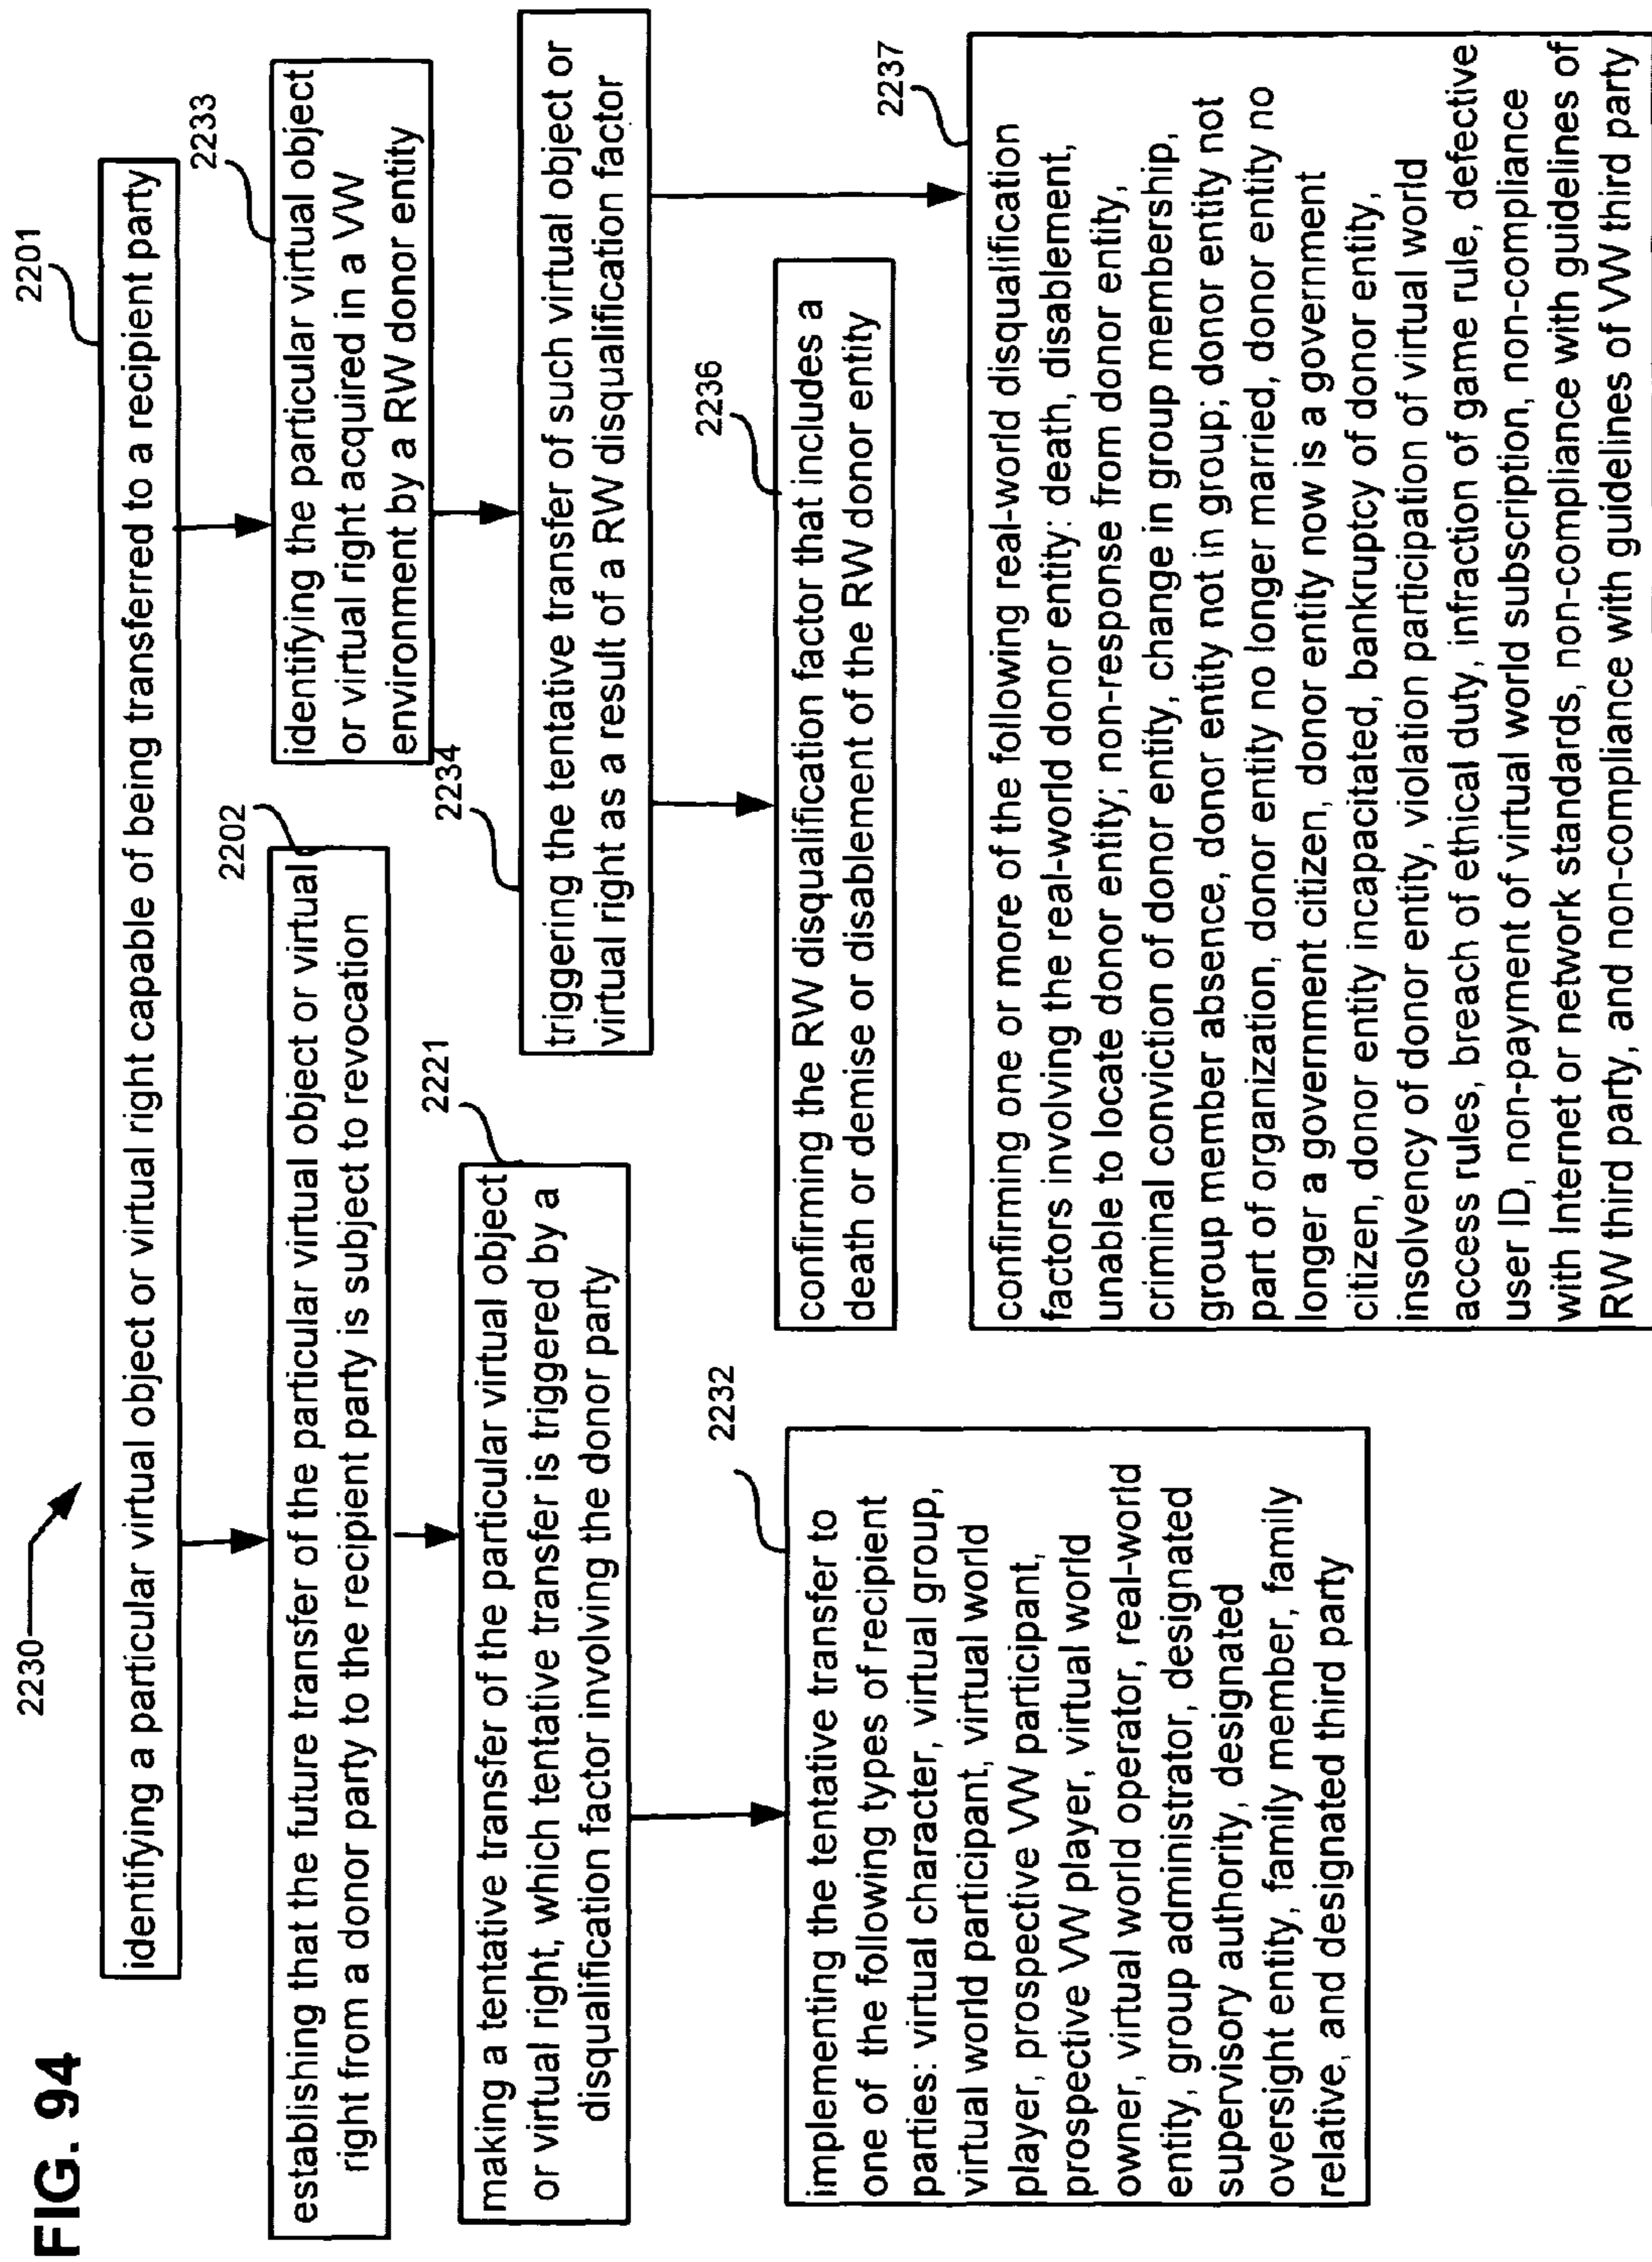 FIG. 94
2230
2201
identifying a particular virtual object or virtual right capable of being transferred to a recipient party
2202
establishing that the future transfer of the particular virtual object or virtual
right from a donor party to the recipient party is subject to revocation
2233
identifying the particular virtual object
or virtual right acquired in a VW
environment by a RW donor entity
2221
making a tentative transfer of the particular virtual object
or virtual right, which tentative transfer is triggered by a
disqualification factor involving the donor party
2234
triggering the tentative transfer of such virtual object or
virtual right as a result of a RW disqualification factor
2232
implementing the tentative transfer to
one of the following types of recipient
parties: virtual character, virtual group,
virtual world participant, virtual world
player, prospective VW participant,
prospective VW player, virtual world
owner, virtual world operator, real-world
entity, group administrator, designated
supervisory authority, designated
oversight entity, family member, family
relative, and designated third party
2236
confirming the RW disqualification factor that includes a
death or demise or disablement of the RW donor entity
2237
confirming one or more of the following real-world disqualification
factors involving the real-world donor entity: death, disablement,
unable to locate donor entity; non-response from donor entity,
criminal conviction of donor entity, change in group membership,
group member absence, donor entity not in group; donor entity not
part of organization, donor entity no longer married, donor entity no
longer a government citizen, donor entity now is a government
citizen, donor entity incapacitated, bankruptcy of donor entity,
insolvency of donor entity, violation participation of virtual world
access rules, breach of ethical duty, infraction of game rule, defective
user ID, non-payment of virtual world subscription, non-compliance
with Internet or network standards, non-compliance with guidelines of
RW third party, and non-compliance with guidelines of VW third party